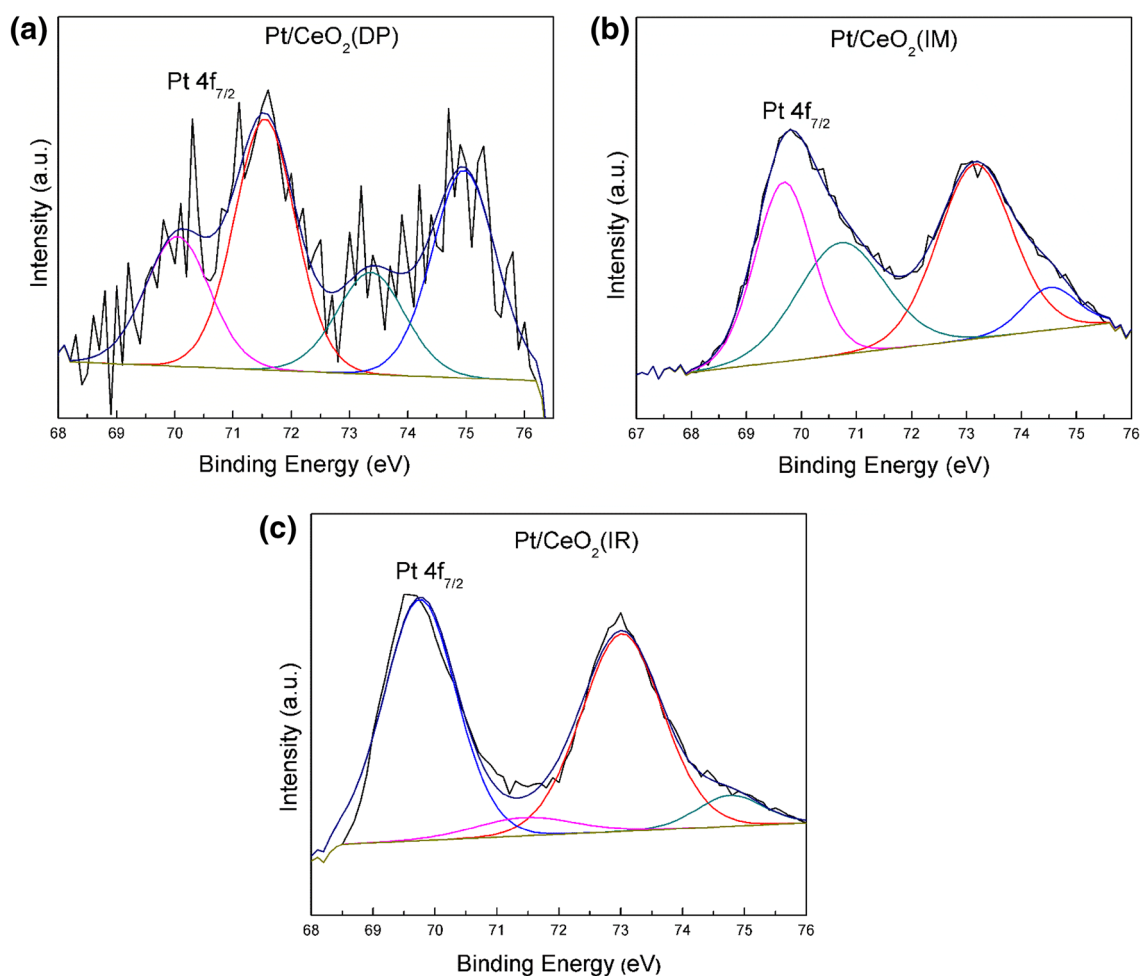 (a)
Pt/CeO₂(DP)
Pt 4f₇/₂
Intensity (a.u.)
68 69 70 71 72 73 74 75 76
Binding Energy (eV)
(b)
Pt/CeO₂(IM)
Pt 4f₇/₂
Intensity (a.u.)
67 68 69 70 71 72 73 74 75 76
Binding Energy (eV)
(c)
Pt/CeO₂(IR)
Pt 4f₇/₂
Intensity (a.u.)
68 69 70 71 72 73 74 75 76
Binding Energy (eV)